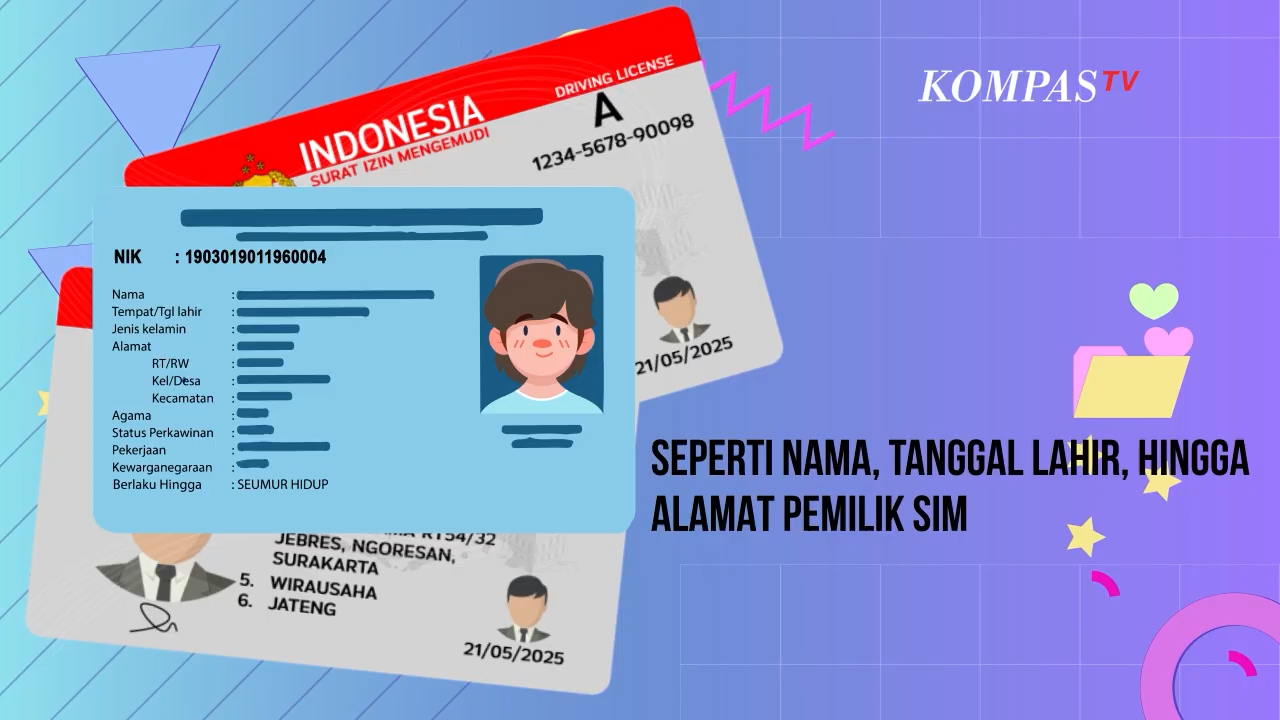 KOMPAS TV
DRIVING LICENSE
INDONESIA
A
SURAT IZIN MENGEMUDI
1234-5678-90098
21/05/2025
NIK : 1903019011960004
Nama :
Tempat/Tgl lahir :
Jenis kelamin :
Alamat :
RT/RW :
Kel/Desa :
Kecamatan :
Agama :
Status Perkawinan :
Pekerjaan :
Kewarganegaraan :
Berlaku Hingga : SEUMUR HIDUP
SEPERTI NAMA, TANGGAL LAHIR, HINGGA
ALAMAT PEMILIK SIM
RT54/32
JEBRES, NGORESAN,
SURAKARTA
5. WIRAUSAHA
6. JATENG
21/05/2025